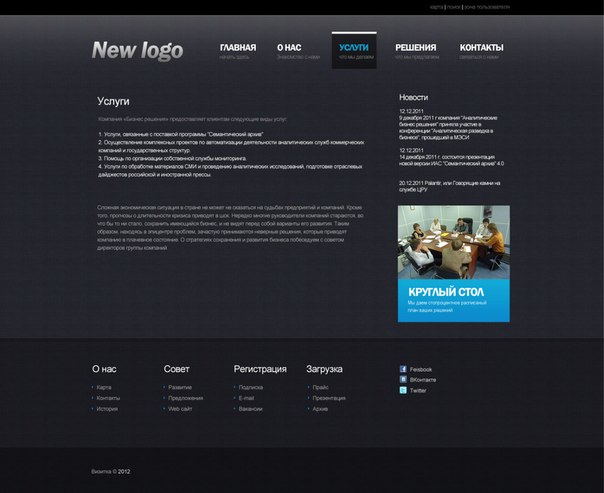 карта | поиск | зона пользователя
New logo
ГЛАВНАЯ
начать здесь
О НАС
Знакомство с нами
УСЛУГИ
что мы делаем
РЕШЕНИЯ
что мы предлагаем
КОНТАКТЫ
связаться с нами
Услуги
Компания «Бизнес решения» предоставляет клиентам следующие виды услуг:
1. Услуги, связанные с поставкой программы "Семантический архив"
2. Осуществление комплексных проектов по автоматизации деятельности аналитических служб коммерческих
компаний и государственных структур.
3. Помощь по организации собственной службы мониторинга.
4. Услуги по обработке материалов СМИ и проведению аналитических исследований, подготовке отраслевых
дайджестов российской и иностранной прессы.
Сложная экономическая ситуация в стране не может не сказаться на судьбах предприятий и компаний. Кроме
того, прогнозы о длительности кризиса приводят в шок. Нередко многие руководители компаний стараются, во
что бы то ни стало, сохранить имеющийся бизнес, и не видят перед собой варианты его развития. Таким
образом, находясь в эпицентре проблем, зачастую принимаются неверные решения, которые приводят
компанию в плачевное состояние. О стратегиях сохранения и развития бизнеса побеседуем с советом
директоров группы компаний
Новости
12.12.2011
9 декабря 2011 г компания "Аналитические
бизнес решения" приняла участие в
конференции "Аналитическая разведка в
бизнесе", прошедшей в МЭСИ
12.12.2011
14 декабря 2011 г. состоится презентация
новой версии ИАС "Семантический архив" 4.0
20.12.2011 Palantir, или Говорящие камни на
службе ЦРУ
КРУГЛЫЙ СТОЛ
Мы даем стопроцентное расписаный
план ваших решений
О нас
Карта
Контакты
История
Совет
Развитие
Предложения
Web сайт
Регистрация
Подписка
E-mail
Вакансии
Загрузка
Прайс
Презентация
Архив
Feisbook
ВКонтакте
Twitter
Визитка © 2012